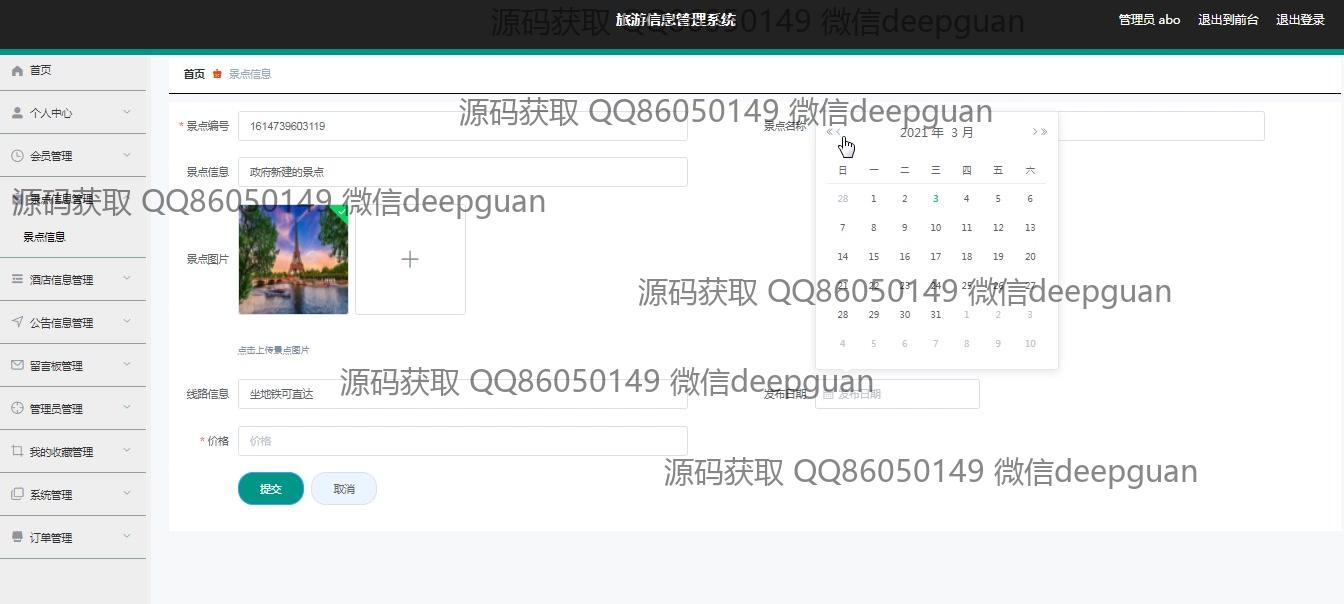 旅游信息管理系统
管理员 abo 退出到前台 退出登录
源码获取 QQ86050149 微信deepguan
首页
个人中心
会员管理
景点信息管理
景点信息
酒店信息管理
公告信息管理
留言板管理
管理员管理
我的收藏管理
系统管理
订单管理
首页 景点信息
源码获取 QQ86050149 微信deepguan
* 景点编号 1614739603119
景点名称
景点信息 政府新建的景点
源码获取 QQ86050149 微信deepguan
景点图片
点击上传景点图片
2021 年 3 月
日 一 二 三 四 五 六
28 1 2 3 4 5 6
7 8 9 10 11 12 13
14 15 16 17 18 19 20
21 22 23 24 25 26 27
28 29 30 31 1 2 3
4 5 6 7 8 9 10
源码获取 QQ86050149 微信deepguan
源码获取 QQ86050149 微信deepguan
线路信息 坐地铁可直达
发布日期 发布日期
* 价格 价格
源码获取 QQ86050149 微信deepguan
提交 取消